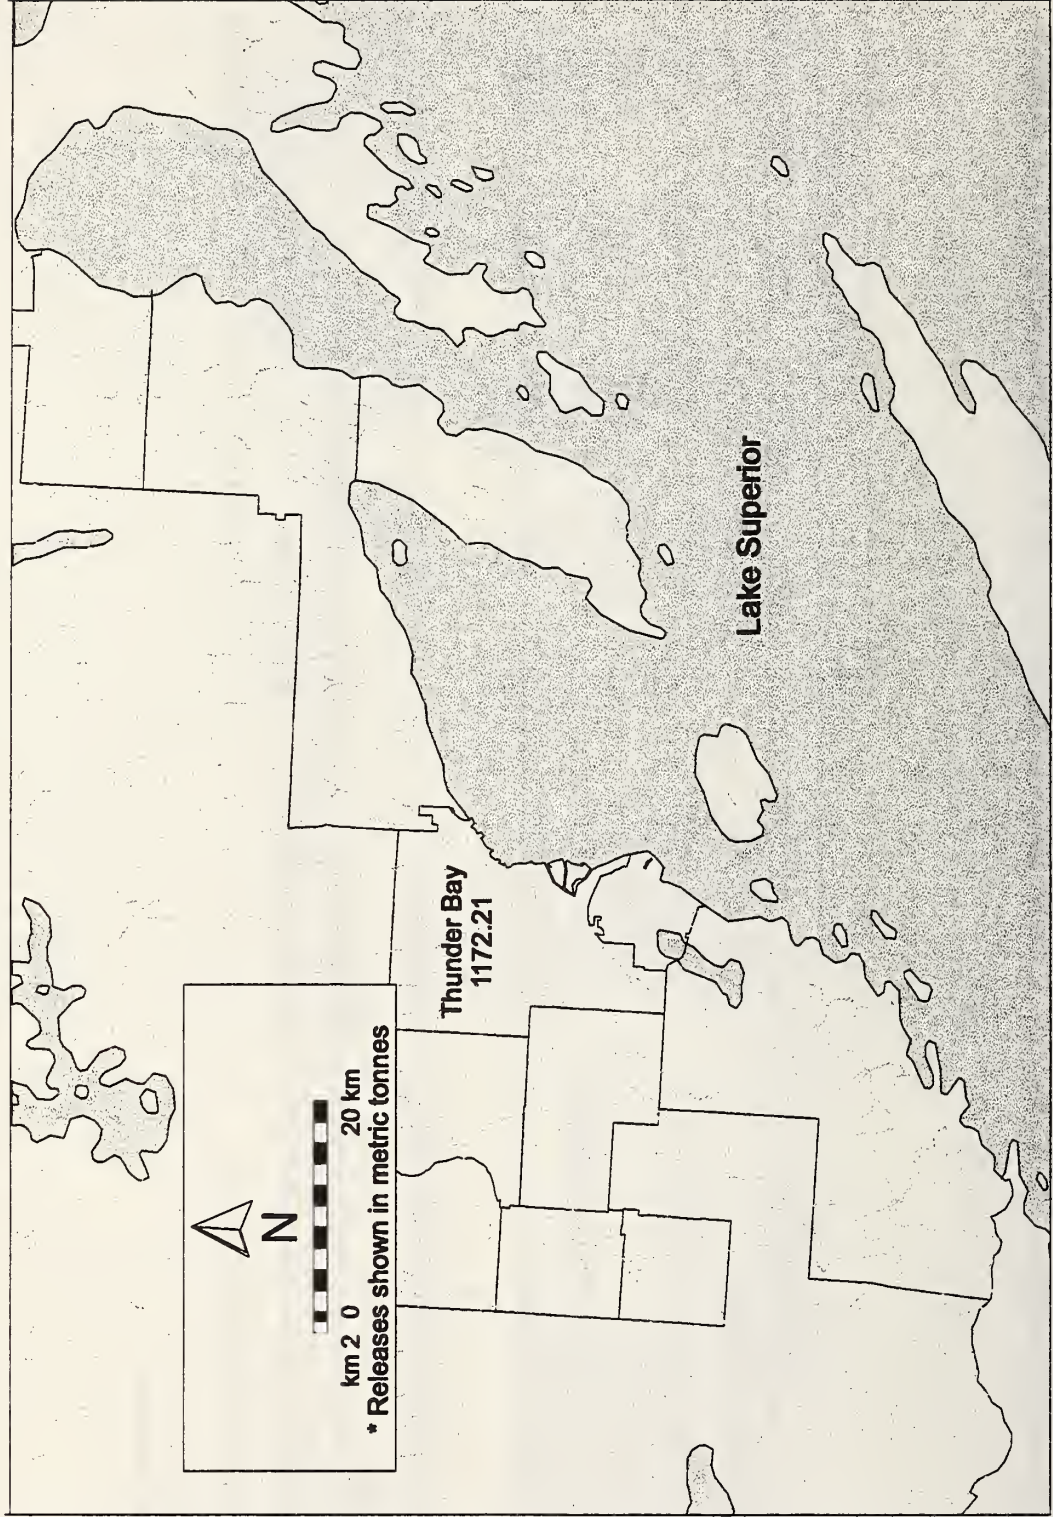 N
km 2 0 20 km
* Releases shown in metric tonnes
Thunder Bay
1172.21
Lake Superior